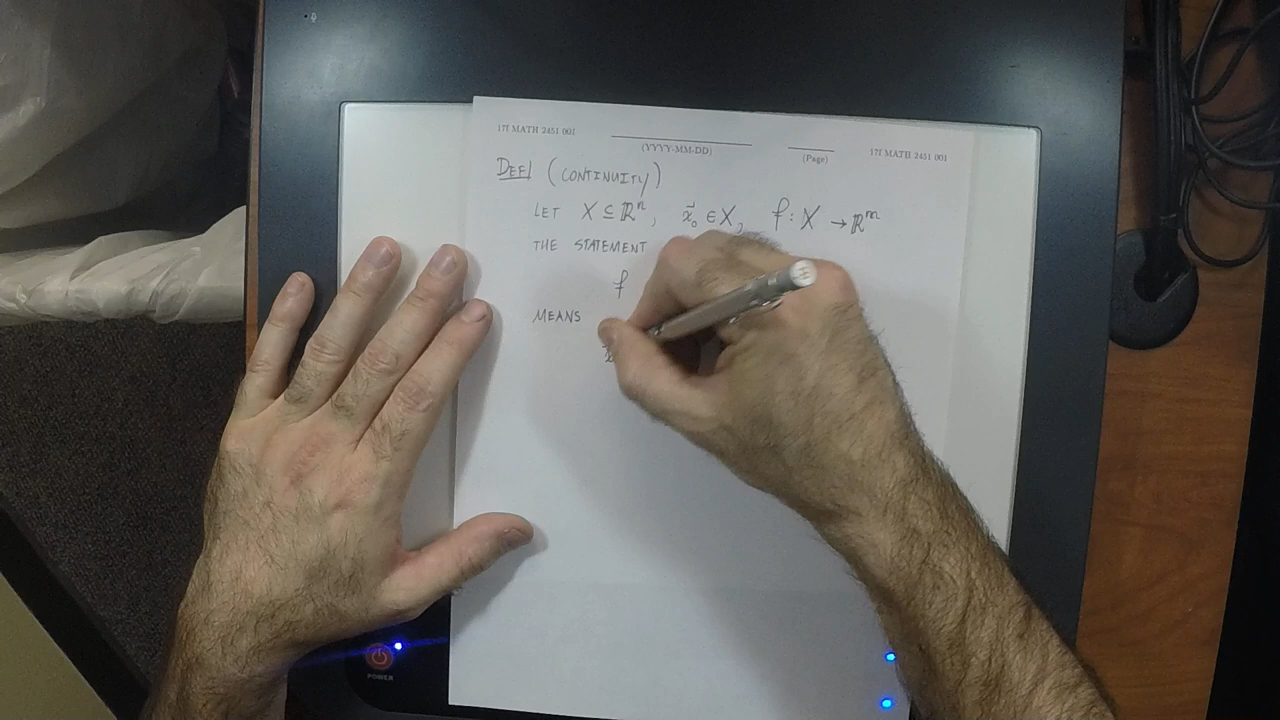 17f MATH 2451 001 (YYYY-MM-DD) (Page) 17f MATH 2451 001
DEF (CONTINUITY)
LET X ⊆ ℝⁿ, x⃗₀ ∈ X, f : X → ℝᵐ
THE STATEMENT
f
MEANS
POWER